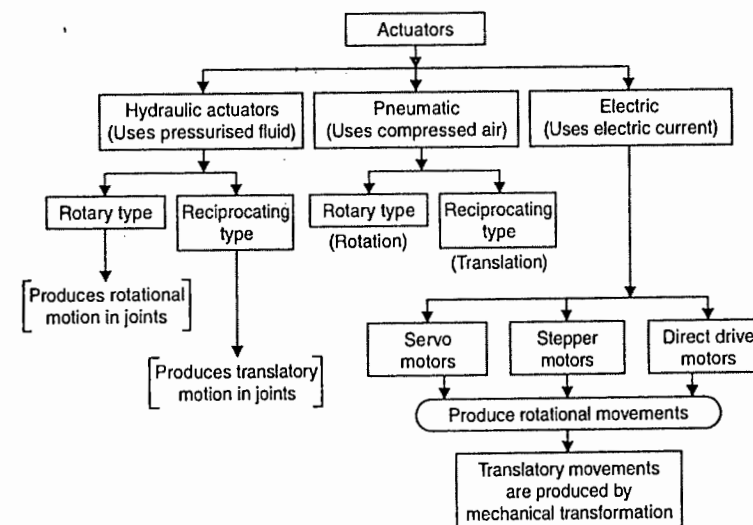 Actuators
Hydraulic actuators
(Uses pressurised fluid)
Pneumatic
(Uses compressed air)
Electric
(Uses electric current)
Rotary type
Reciprocating
type
Rotary type
(Rotation)
Reciprocating
type
(Translation)
[Produces rotational
motion in joints]
[Produces translatory
motion in joints]
Servo
motors
Stepper
motors
Direct drive
motors
Produce rotational movements
Translatory movements
are produced by
mechanical transformation